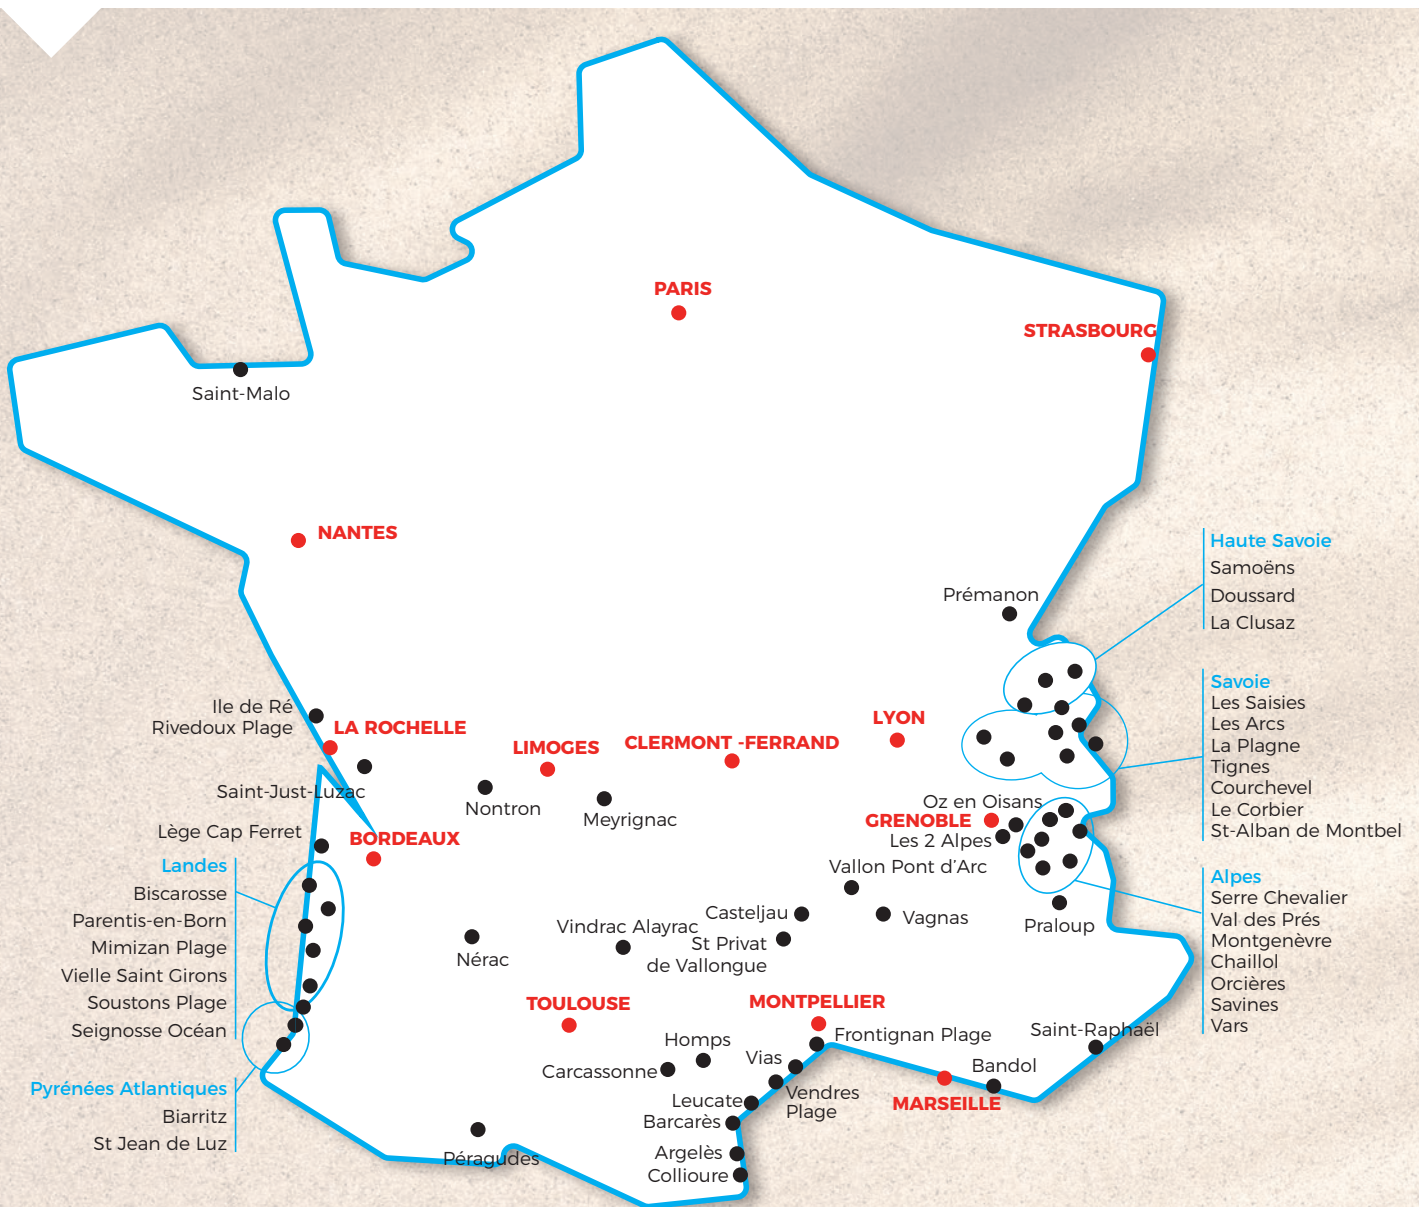 PARIS
STRASBOURG
Saint-Malo
NANTES
Prémanon
Haute Savoie
Samoëns
Doussard
La Clusaz
Savoie
Les Saisies
Les Arcs
La Plagne
Tignes
Courchevel
Le Corbier
St-Alban de Montbel
Ile de Ré
Rivedoux Plage
LA ROCHELLE
LIMOGES
CLERMONT -FERRAND
LYON
Saint-Just-Luzac
Nontron
Meyrignac
Oz en Oisans
GRENOBLE
Les 2 Alpes
Lège Cap Ferret
BORDEAUX
Vallon Pont d’Arc
Landes
Biscarosse
Parentis-en-Born
Mimizan Plage
Vielle Saint Girons
Soustons Plage
Seignosse Océan
Alpes
Serre Chevalier
Val des Prés
Montgenèvre
Chaillol
Orcières
Savines
Vars
Casteljau
Vagnas
Praloup
Vindrac Alayrac
St Privat
de Vallongue
Nérac
TOULOUSE
MONTPELLIER
Frontignan Plage
Saint-Raphaël
Homps
Vias
Carcassonne
Bandol
Pyrénées Atlantiques
Biarritz
St Jean de Luz
Vendres
Plage
MARSEILLE
Leucate
Barcarès
Argelès
Collioure
Péragudes